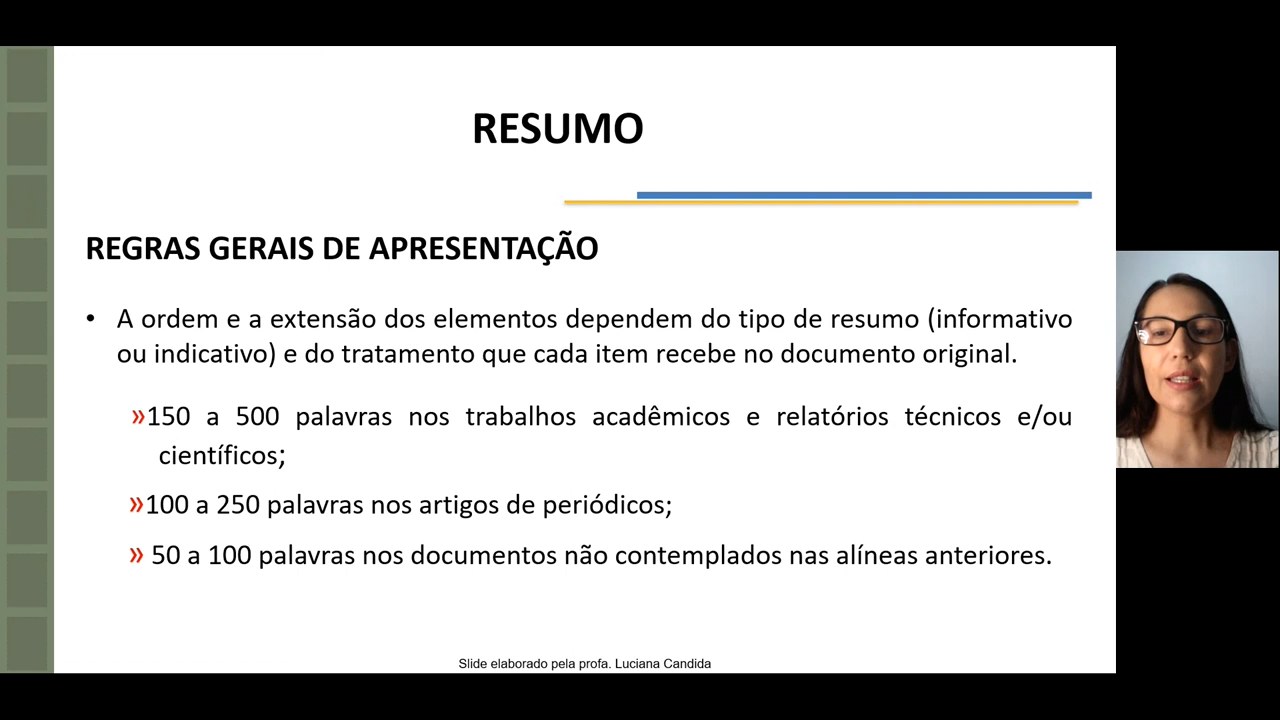 RESUMO
REGRAS GERAIS DE APRESENTAÇÃO
• A ordem e a extensão dos elementos dependem do tipo de resumo (informativo
ou indicativo) e do tratamento que cada item recebe no documento original.
»150 a 500 palavras nos trabalhos acadêmicos e relatórios técnicos e/ou
científicos;
»100 a 250 palavras nos artigos de periódicos;
» 50 a 100 palavras nos documentos não contemplados nas alíneas anteriores.
Slide elaborado pela profa. Luciana Candida